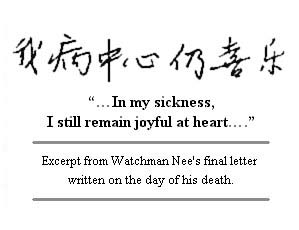 我病中心仍喜乐
“…In my sickness,
I still remain joyful at heart….”
Excerpt from Watchman Nee's final letter
written on the day of his death.